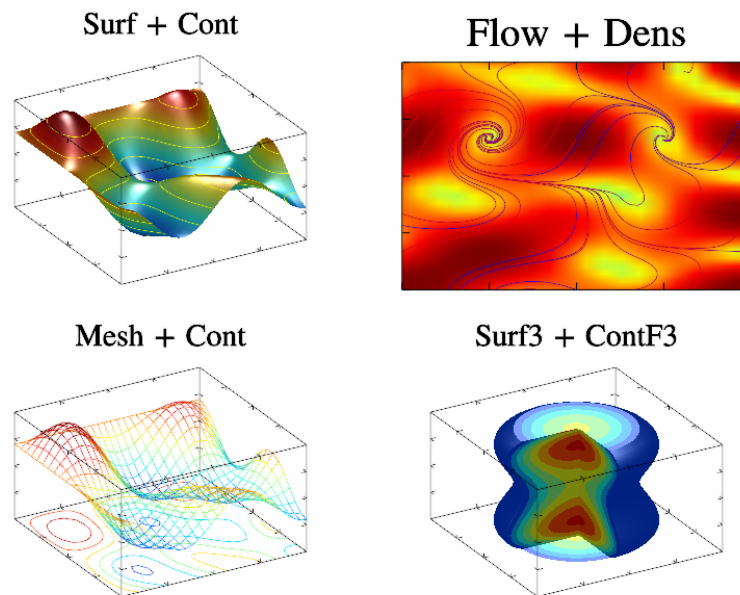 Surf + Cont
Flow + Dens
Mesh + Cont
Surf3 + ContF3